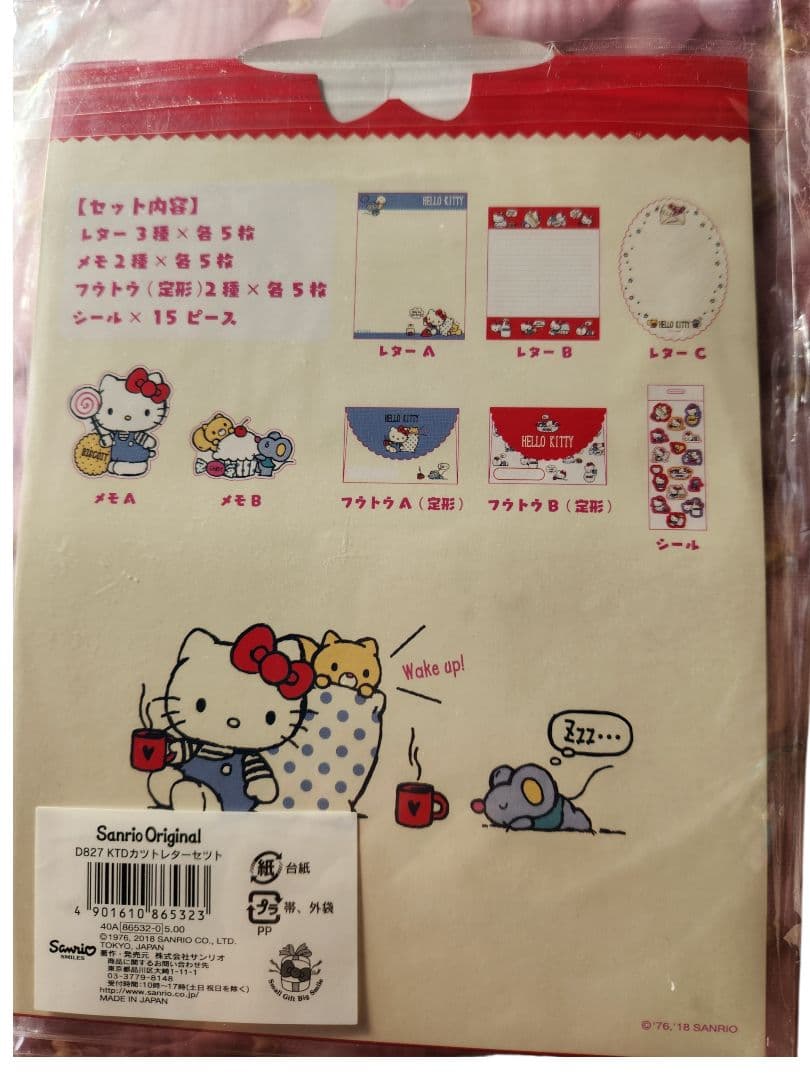 【セット内容】
レター3種×各5枚
メモ2種×各5枚
フウトウ(定形)2種×各5枚
シール×15ピース
HELLO KITTY
HELLO KITTY
レターA
レターB
レターC
BISCUIT
CANDY
HELLO KITTY
HELLO KITTY
メモA
メモB
フウトウA(定形)
フウトウB(定形)
シール
Wake up!
Zzz…
Sanrio Original
D827 KTDカツトレターセツト
4 901610 865323
40A 86532-0 5.00
©1976, 2018 SANRIO CO., LTD.
TOKYO, JAPAN
Sanrio
SMILES
著作・発売元 株式会社サンリオ
商品に関するお問い合わせ先
東京都品川区大崎1-11-1
03-3779-8148
受付時間:10時~17時(土日祝日を除く)
http://www.sanrio.co.jp/
MADE IN JAPAN
紙 台紙
プラ 帯、外袋
PP
Small Gift Big Smile
©'76,'18 SANRIO